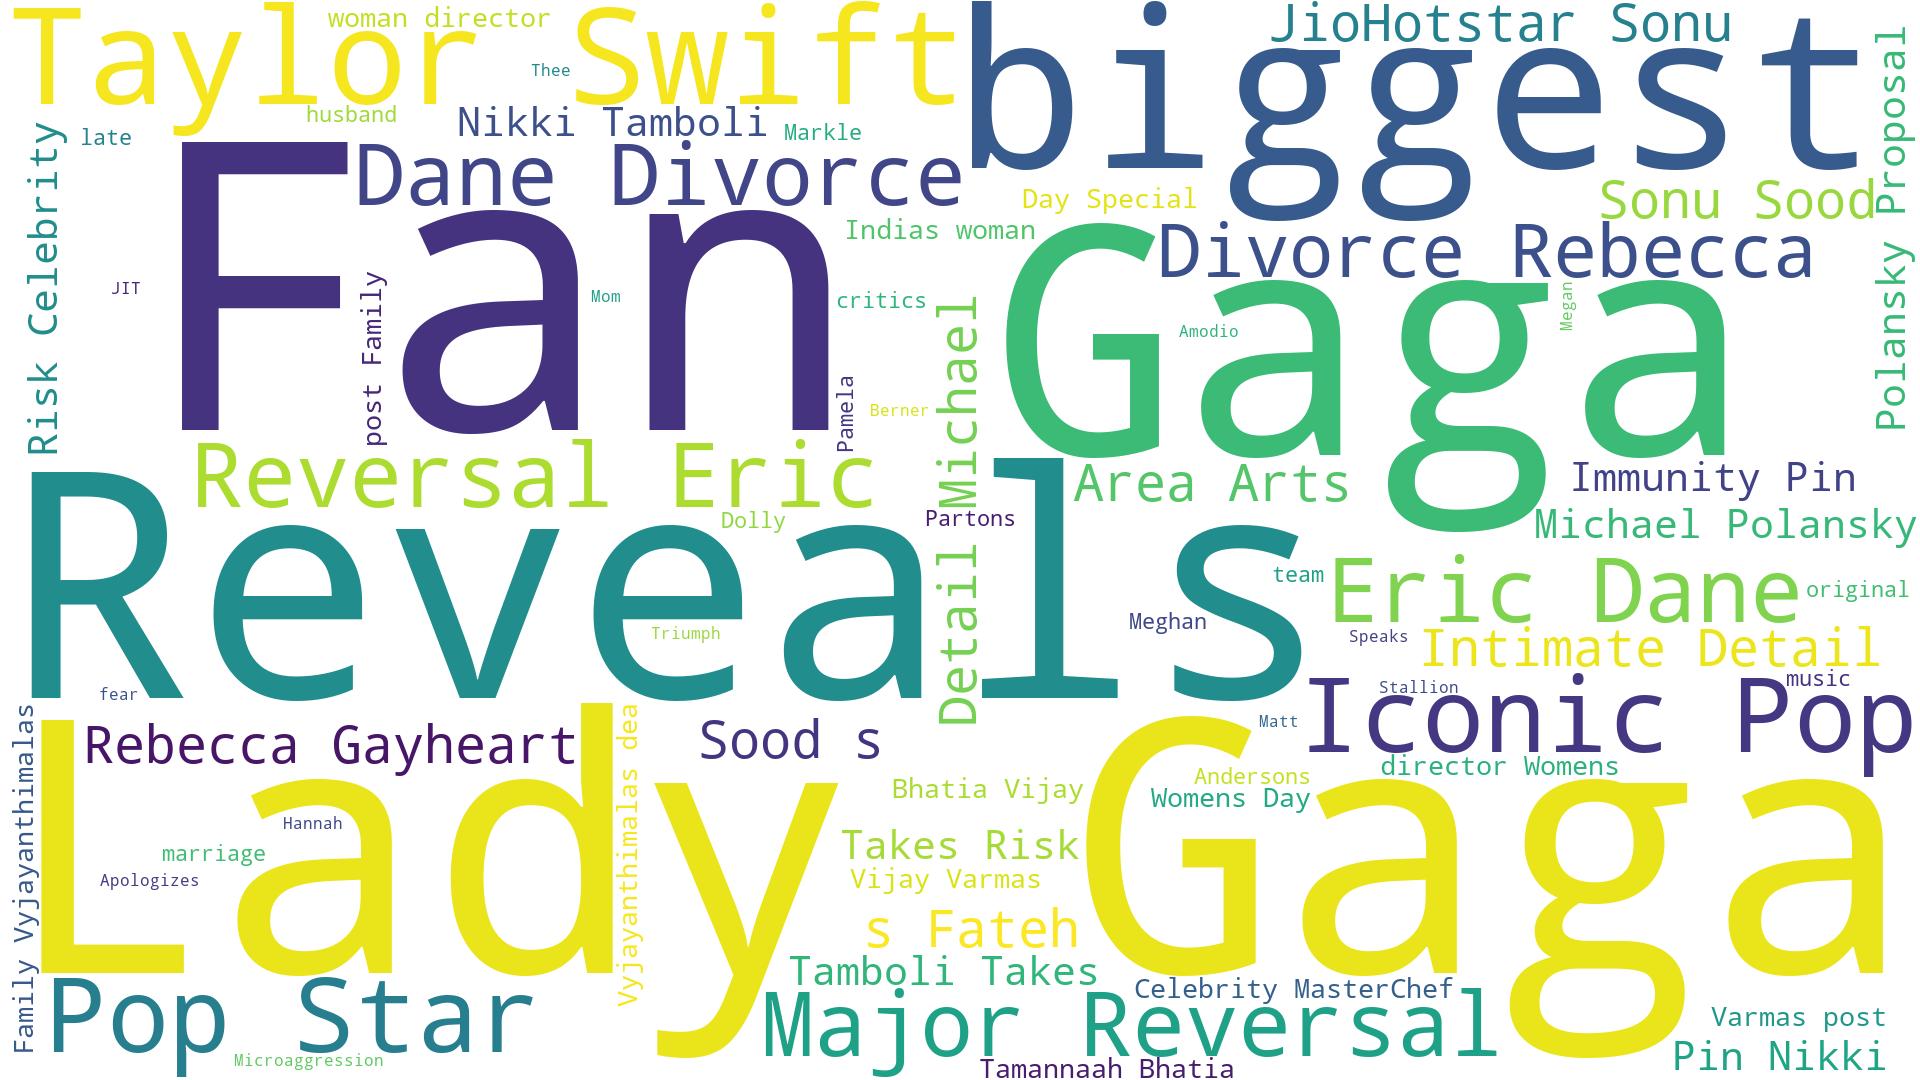 Taylor Swift
woman director
JioHotstar Sonu
biggest
Thee
husband
Nikki Tamboli
Markle
late
Risk Celebrity
Polansky Proposal
Dane Divorce
Fan
Day Special
Sonu Sood
Indias woman
Divorce Rebecca
Gaga
JIT
post Family
Mom
critics
Detail Michael
Amodio
Megan
Pamela
Berner
Reversal Eric
Area Arts
Immunity Pin
Reveals
Dolly
Partons
Michael Polansky
team
Eric Dane
original
Triumph
Meghan
Speaks
Intimate Detail
fear
Stallion
music
Iconic Pop
Family Vyjayanthimalas
Rebecca Gayheart
Vyjayanthimalas dea
Sood s
Matt
Lady Gaga
director Womens
Andersons
Bhatia Vijay
Womens Day
Hannah
marriage
Takes Risk
Apologizes
Vijay Varmas
s Fateh
Tamboli Takes
Pop Star
Celebrity MasterChef
Major Reversal
Varmas post
Microaggression
Pin Nikki
Tamannaah Bhatia